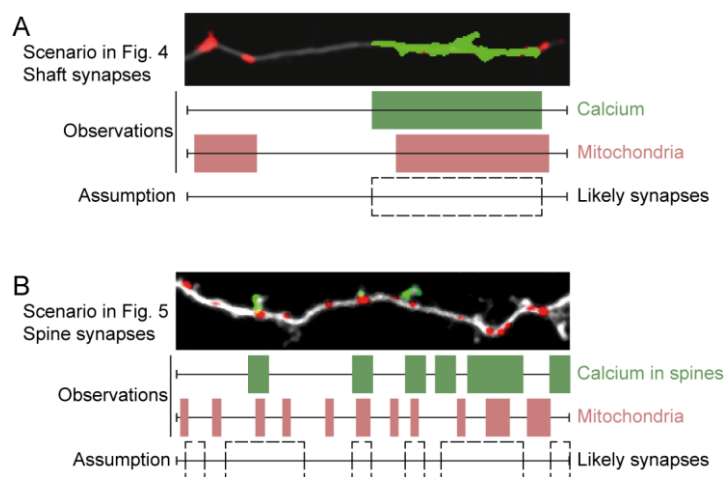 A
Scenario in Fig. 4
Shaft synapses
Observations
Calcium
Mitochondria
Assumption
Likely synapses
B
Scenario in Fig. 5
Spine synapses
Observations
Calcium in spines
Mitochondria
Assumption
Likely synapses